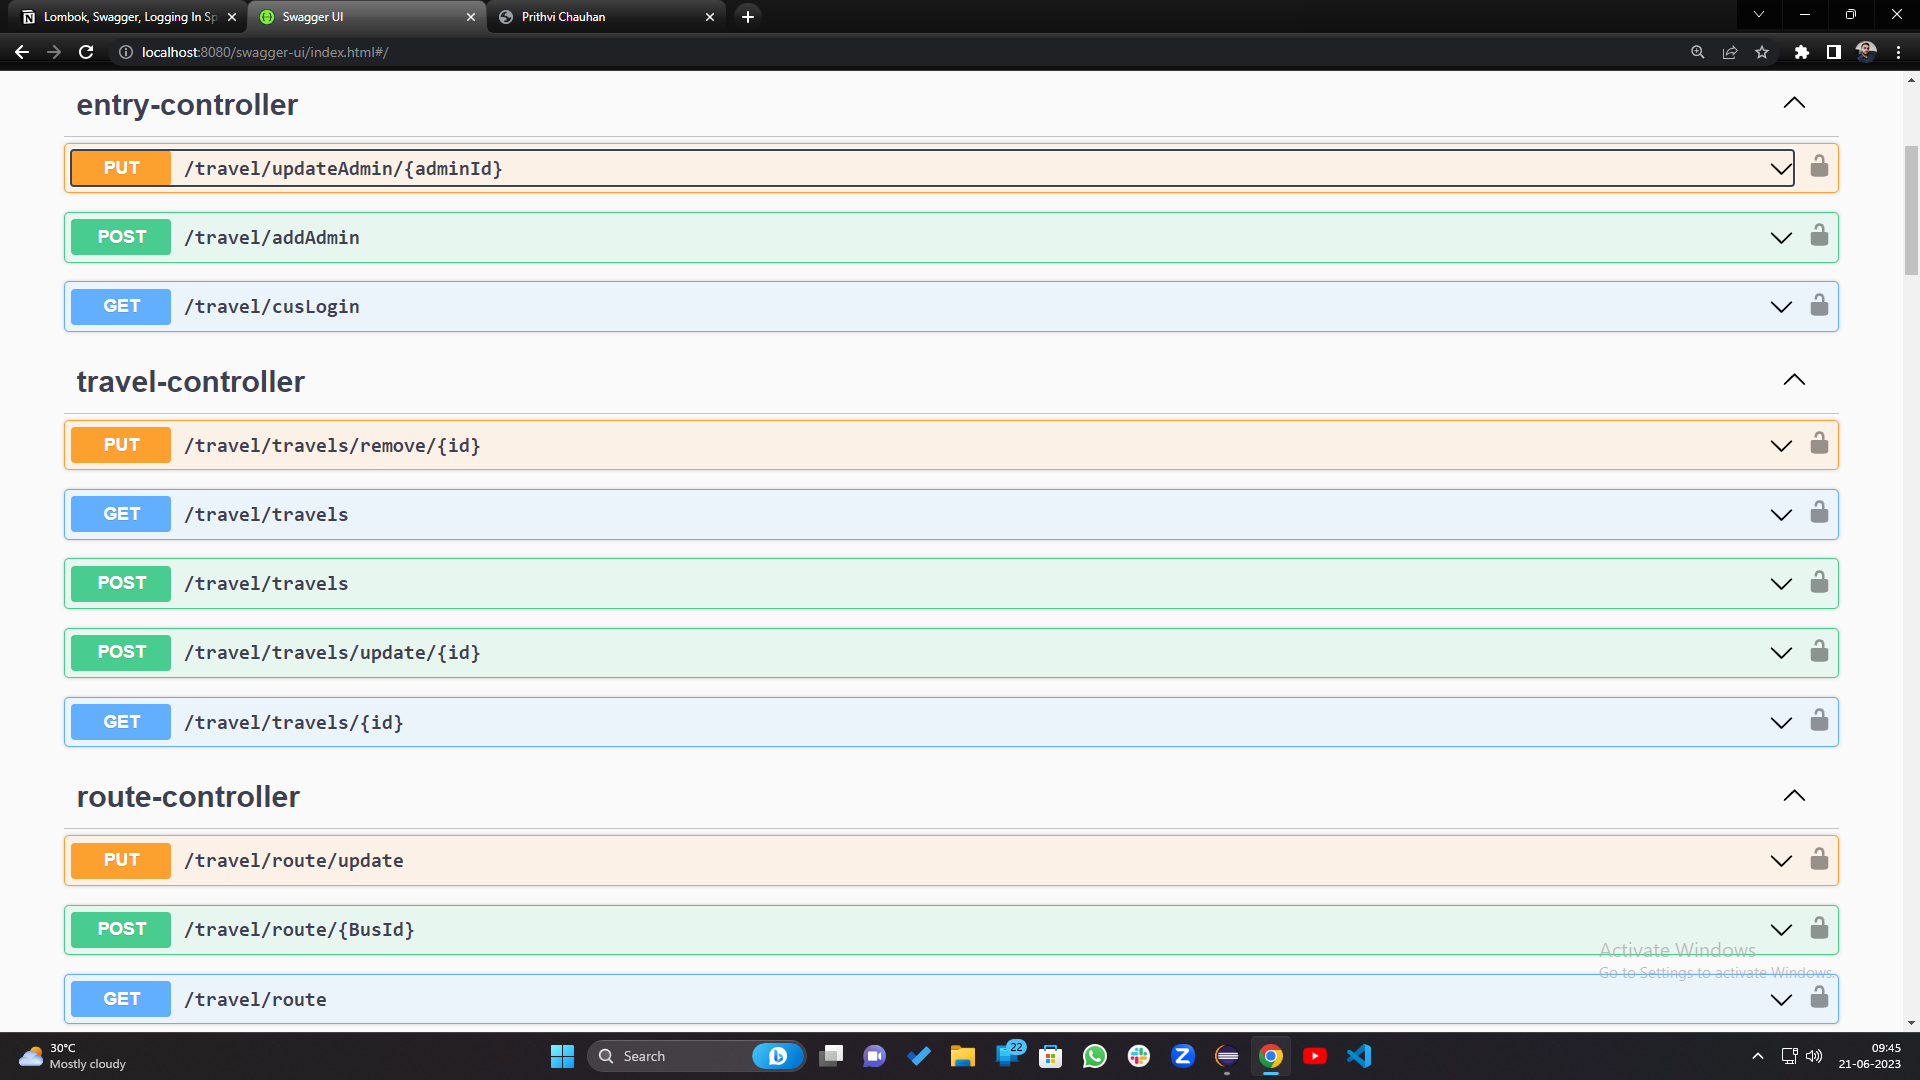 Lombok, Swagger, Logging In Sp
Swagger UI
Prithvi Chauhan
localhost:8080/swagger-ui/index.html#/
entry-controller
PUT /travel/updateAdmin/{adminId}
POST /travel/addAdmin
GET /travel/cusLogin
travel-controller
PUT /travel/travels/remove/{id}
GET /travel/travels
POST /travel/travels
POST /travel/travels/update/{id}
GET /travel/travels/{id}
route-controller
PUT /travel/route/update
POST /travel/route/{BusId}
Activate Windows
Go to Settings to activate Windows.
GET /travel/route
30°C
Mostly cloudy
Search
22
09:45
21-06-2023